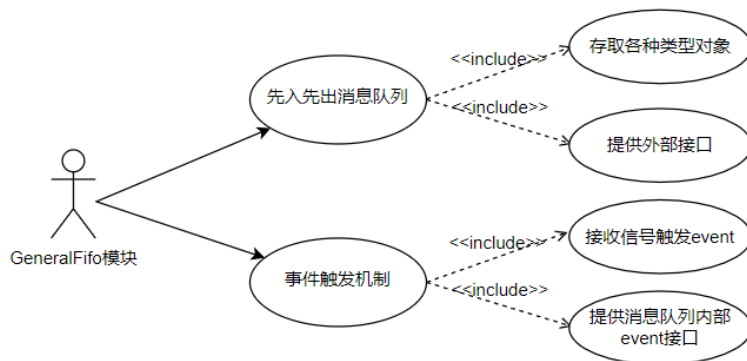 存取各种类型对象
<<include>>
先入先出消息队列
<<include>>
提供外部接口
GeneralFifo模块
接收信号触发event
<<include>>
事件触发机制
<<include>>
提供消息队列内部
event接口